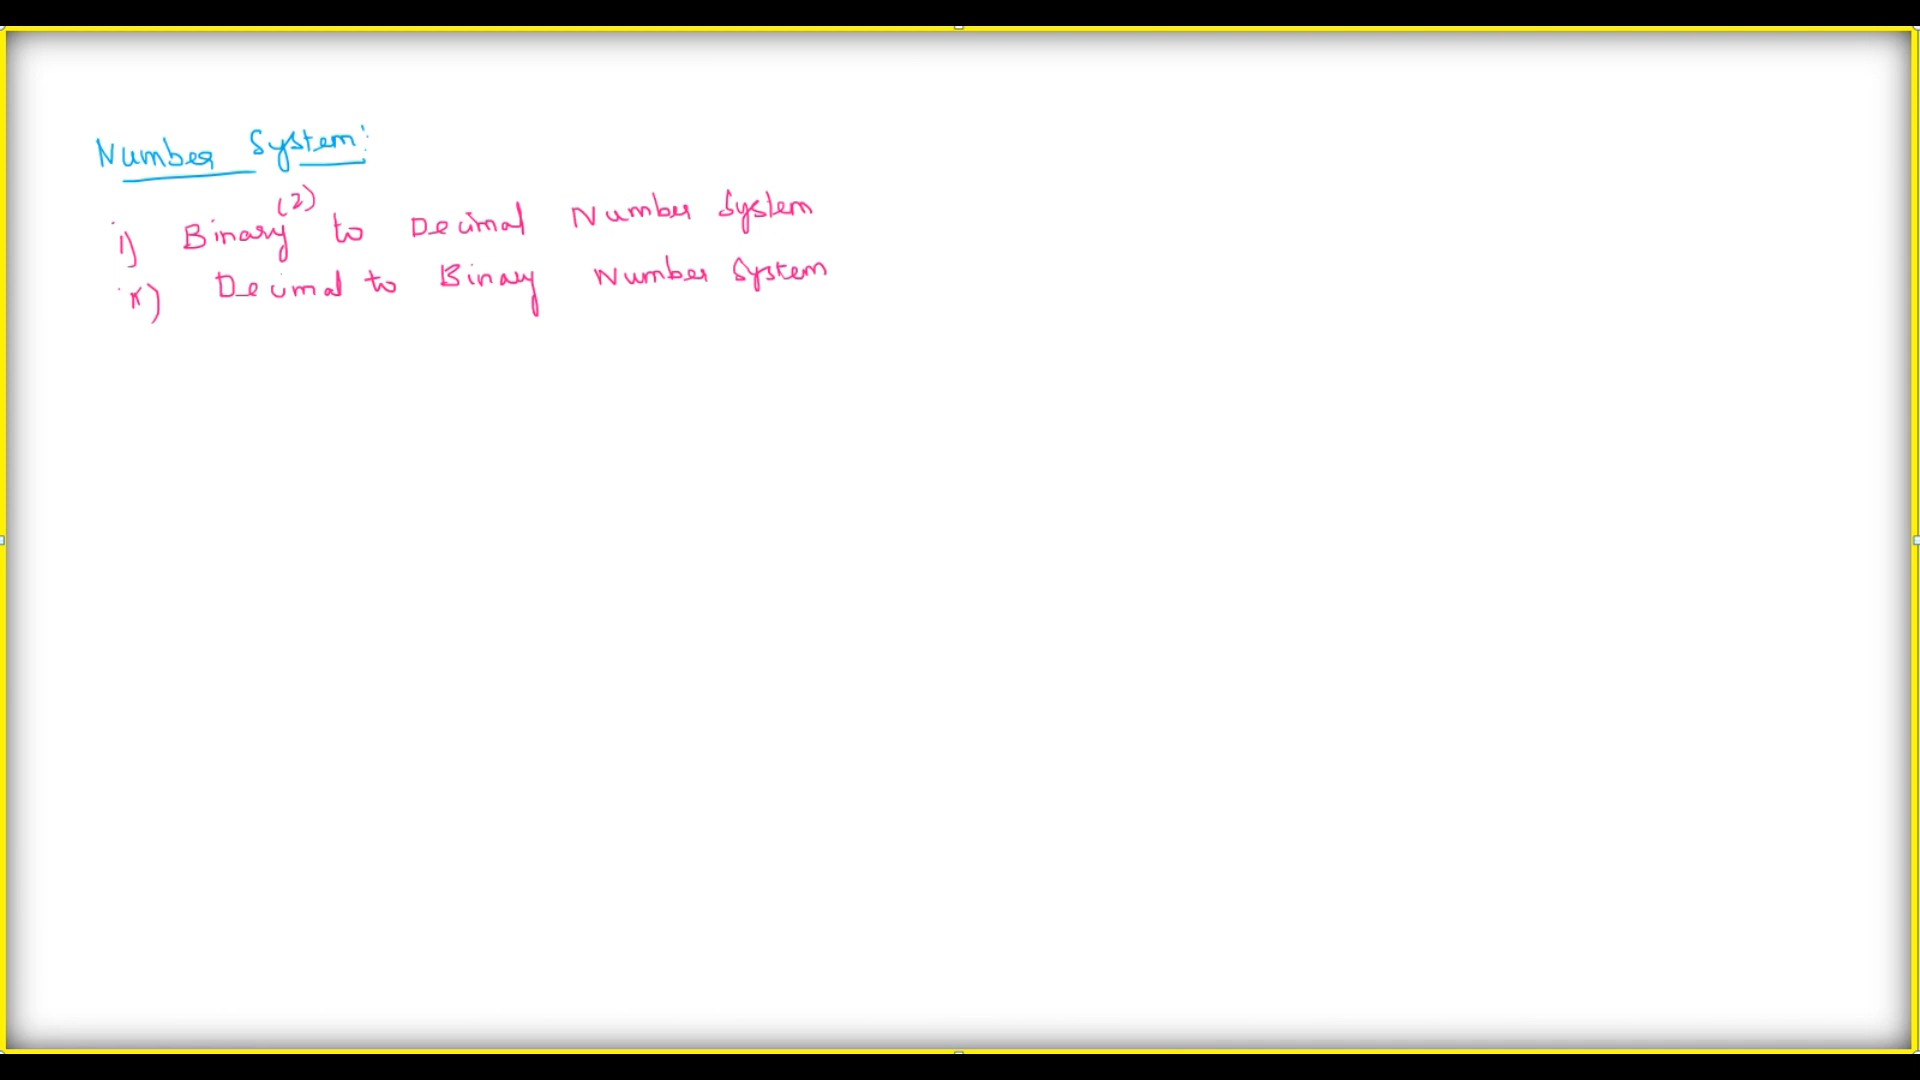 Number System:
i) Binary(2) to Decimal Number System
ii) Decimal to Binary Number System